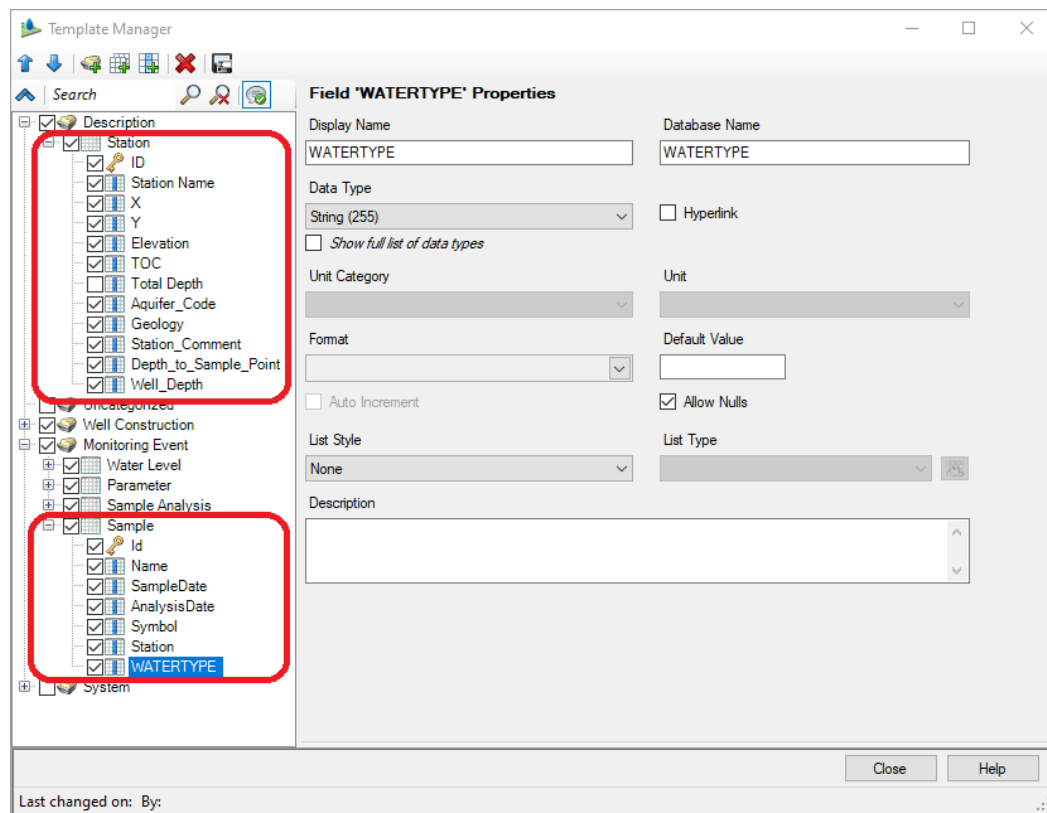 Template Manager
Search
Description
Station
ID
Station Name
X
Y
Elevation
TOC
Total Depth
Aquifer_Code
Geology
Station_Comment
Depth_to_Sample_Point
Well_Depth
Uncategorized
Well Construction
Monitoring Event
Water Level
Parameter
Sample Analysis
Sample
Id
Name
SampleDate
AnalysisDate
Symbol
Station
WATERTYPE
System
Field 'WATERTYPE' Properties
Display Name Database Name
WATERTYPE WATERTYPE
Data Type
String (255) Hyperlink
Show full list of data types
Unit Category Unit
Format Default Value
Auto Increment Allow Nulls
List Style List Type
None
Description
Close Help
Last changed on: By: